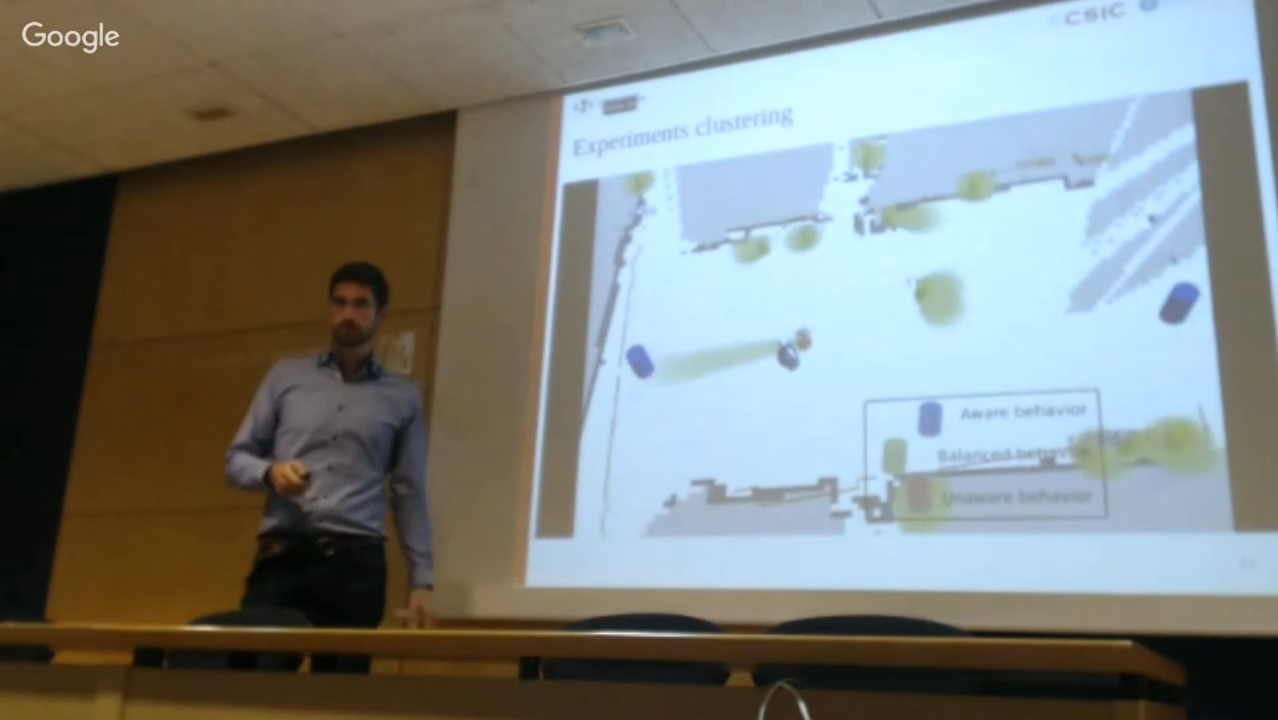 Google
CSIC
Experiments clustering
Aware behavior
Balanced behavior
Unaware behavior